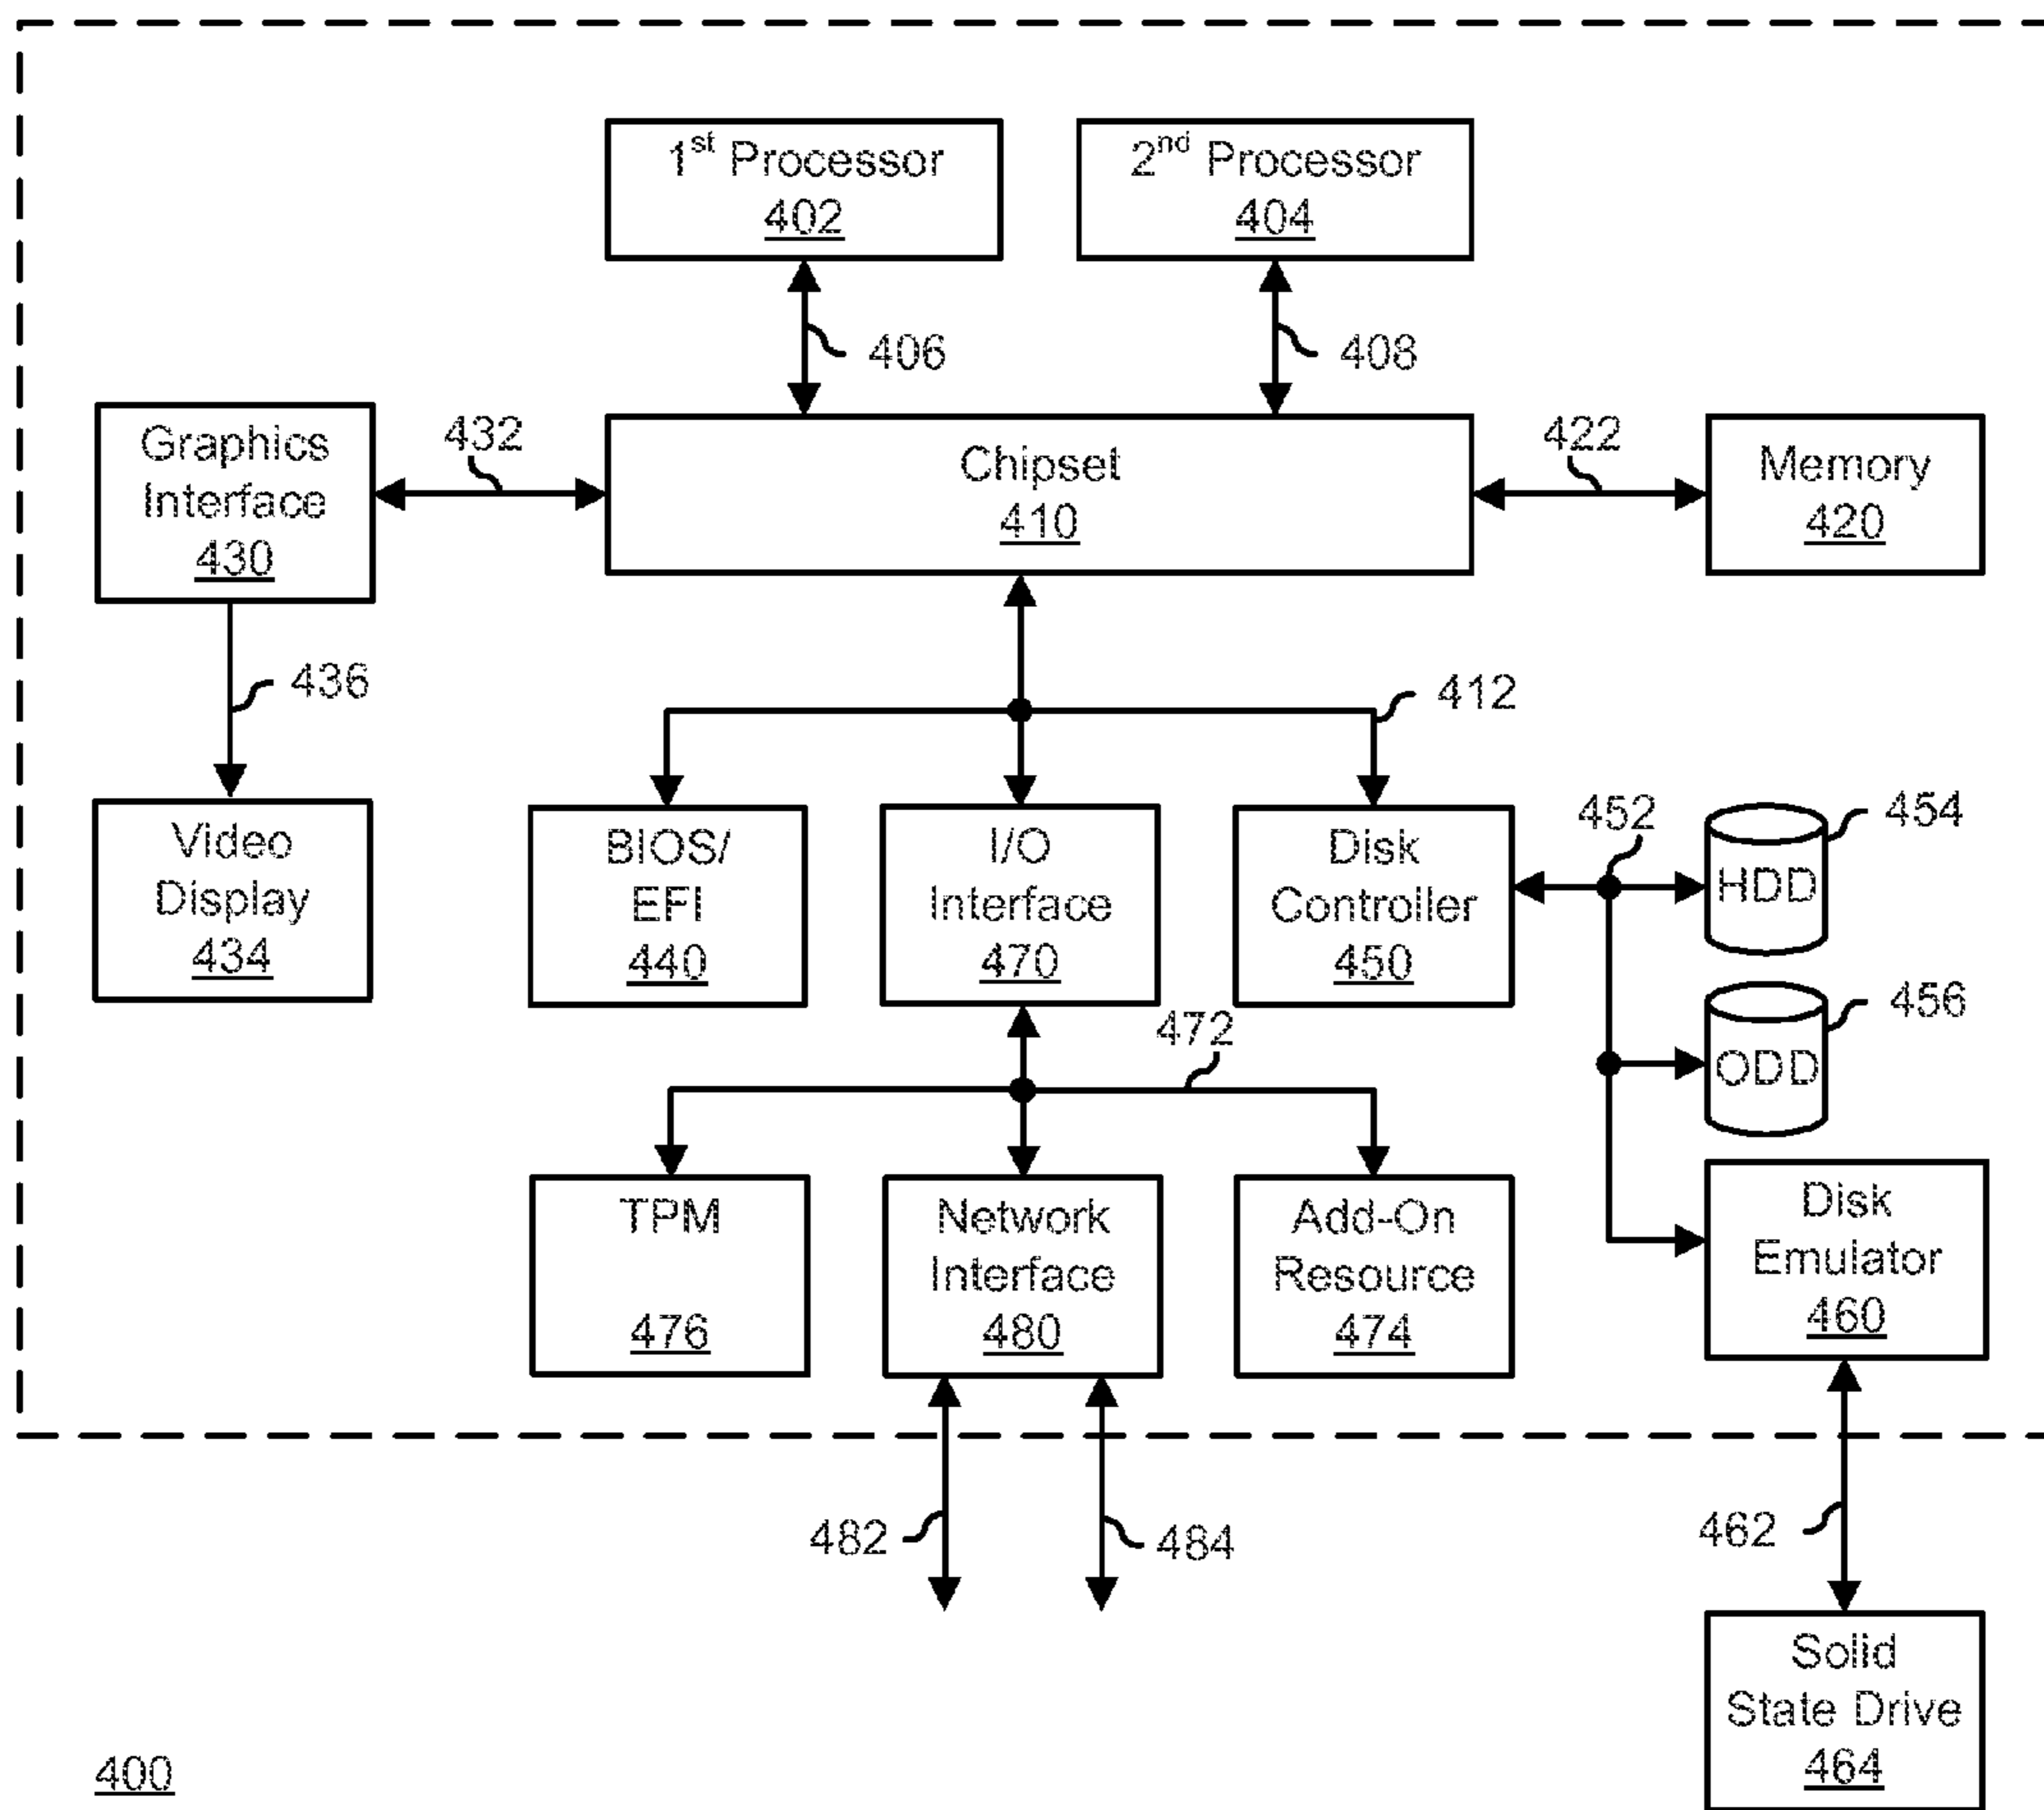 1st Processor
402
2nd Processor
404
406
408
Graphics
Interface
430
432
Chipset
410
422
Memory
420
436
412
Video
Display
434
BIOS/
EFI
440
I/O
Interface
470
Disk
Controller
450
452
HDD
454
ODD
456
472
TPM
476
Network
Interface
480
Add-On
Resource
474
Disk
Emulator
460
482
484
462
Solid
State Drive
464
400